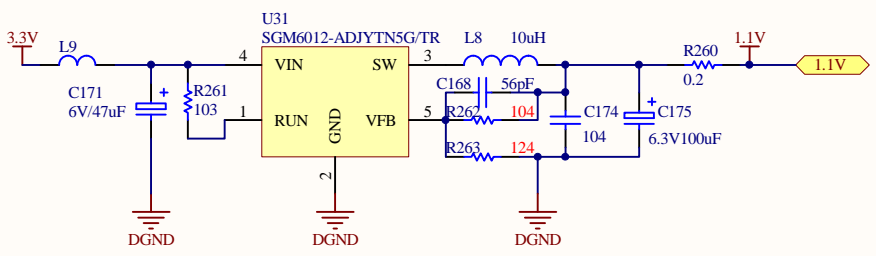 U31
SGM6012-ADJYTN5G/TR
3.3V
L9
4
VIN
SW
3
L8
10uH
1.1V
R260
0.2
1.1V
C171
6V/47uF
R261
103
1
RUN
GND
VFB
5
C168
56pF
R262
104
C174
104
C175
6.3V100uF
R263
124
2
DGND
DGND
DGND